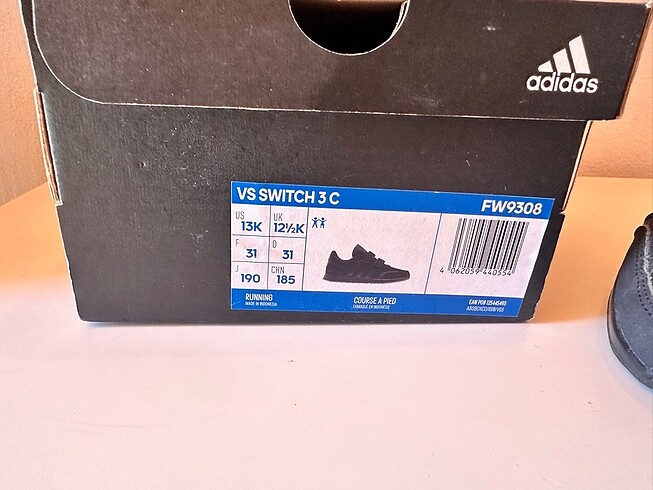 adidas
VS SWITCH 3 C
FW9308
US 13K
UK 12½K
F 31
D 31
J 190
CHN 185
4 062059 440554
RUNNING
MADE IN INDONESIA
COURSE A PIED
FABRIQUÉ EN INDONÉSIE